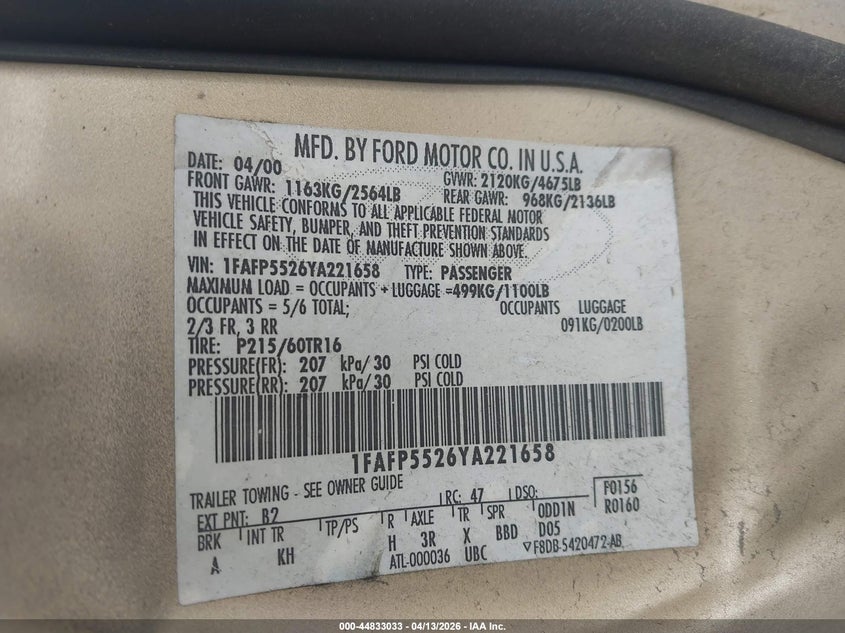 MFD. BY FORD MOTOR CO. IN U.S.A.
DATE: 04/00 GVWR: 2120KG/4675LB
FRONT GAWR: 1163KG/2564LB REAR GAWR: 968KG/2136LB
THIS VEHICLE CONFORMS TO ALL APPLICABLE FEDERAL MOTOR
VEHICLE SAFETY, BUMPER, AND THEFT PREVENTION STANDARDS
IN EFFECT ON THE DATE OF MANUFACTURE SHOWN ABOVE.
VIN: 1FAFP5526YA221658 TYPE: PASSENGER
MAXIMUM LOAD = OCCUPANTS + LUGGAGE =499KG/1100LB
OCCUPANTS = 5/6 TOTAL; OCCUPANTS LUGGAGE
2/3 FR, 3 RR 091KG/0200LB
TIRE: P215/60TR16
PRESSURE(FR): 207 kPa/30 PSI COLD
PRESSURE(RR): 207 kPa/30 PSI COLD
1FAFP5526YA221658
TRAILER TOWING - SEE OWNER GUIDE
EXT PNT: B2 RC: 47 DSO: F0156
BRK INT TR TP/PS R AXLE TR SPR ODD1N R0160
A KH H 3R X BBD D05
ATL-000036 UBC ▽F8DB-5420472-AB
000-44833033 - 04/13/2026 - IAA Inc.